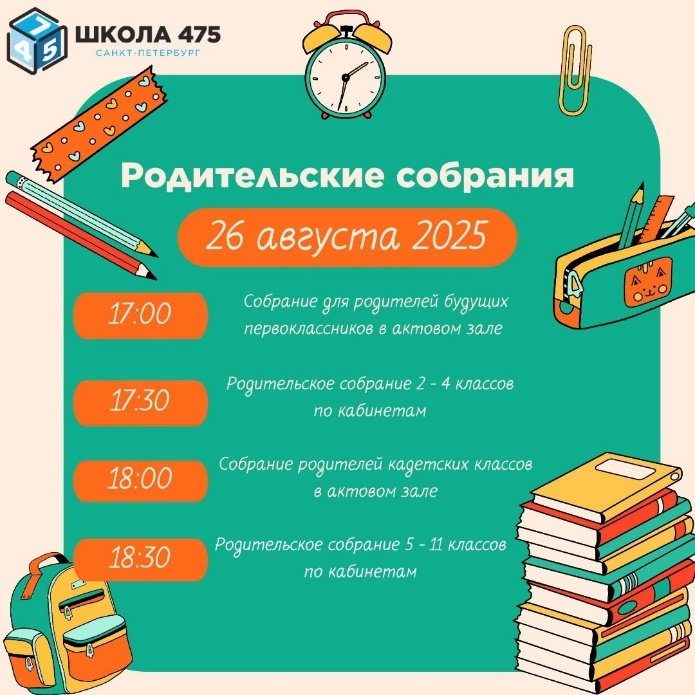 ШКОЛА 475
САНКТ-ПЕТЕРБУРГ
475
Родительские собрания
26 августа 2025
17:00
Собрание для родителей будущих
первоклассников в актовом зале
17:30
Родительское собрание 2 - 4 классов
по кабинетам
18:00
Собрание родителей кадетских классов
в актовом зале
18:30
Родительское собрание 5 - 11 классов
по кабинетам